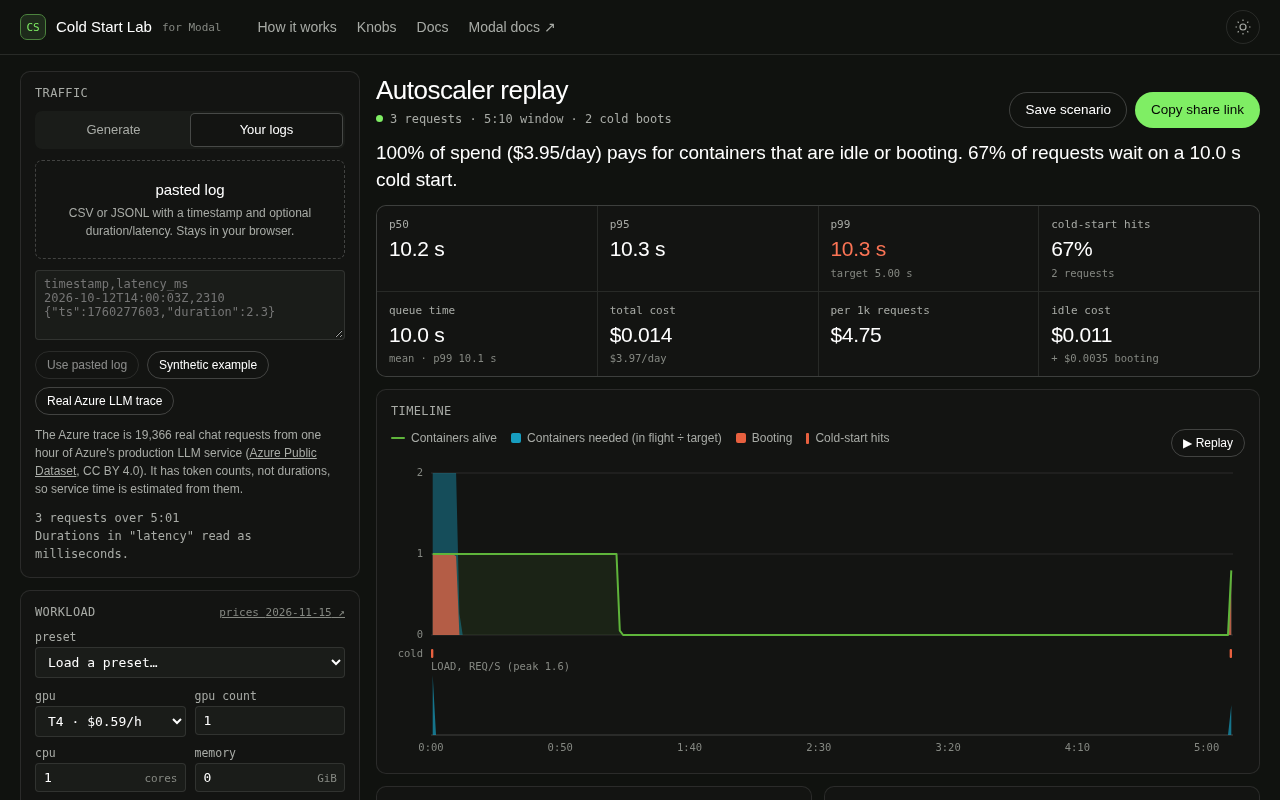 CS Cold Start Lab for Modal How it works Knobs Docs Modal docs ↗
TRAFFIC
Generate Your logs
pasted log
CSV or JSONL with a timestamp and optional
duration/latency. Stays in your browser.
timestamp,latency_ms
2026-10-12T14:00:03Z,2310
{"ts":1760277603,"duration":2.3}
Use pasted log Synthetic example
Real Azure LLM trace
The Azure trace is 19,366 real chat requests from one
hour of Azure's production LLM service (Azure Public
Dataset, CC BY 4.0). It has token counts, not durations,
so service time is estimated from them.
3 requests over 5:01
Durations in "latency" read as
milliseconds.
WORKLOAD prices 2026-11-15 ↗
preset
Load a preset…
gpu gpu count
T4 · $0.59/h 1
cpu memory
1 cores 0 GiB
Autoscaler replay
3 requests · 5:10 window · 2 cold boots
Save scenario Copy share link
100% of spend ($3.95/day) pays for containers that are idle or booting. 67% of requests wait on a 10.0 s
cold start.
p50 p95 p99 cold-start hits
10.2 s 10.3 s 10.3 s 67%
target 5.00 s 2 requests
queue time total cost per 1k requests idle cost
10.0 s $0.014 $4.75 $0.011
mean · p99 10.1 s $3.97/day + $0.0035 booting
TIMELINE
Containers alive Containers needed (in flight ÷ target) Booting Cold-start hits ▶ Replay
2
1
0
cold
LOAD, REQ/S (peak 1.6)
0:00 0:50 1:40 2:30 3:20 4:10 5:00